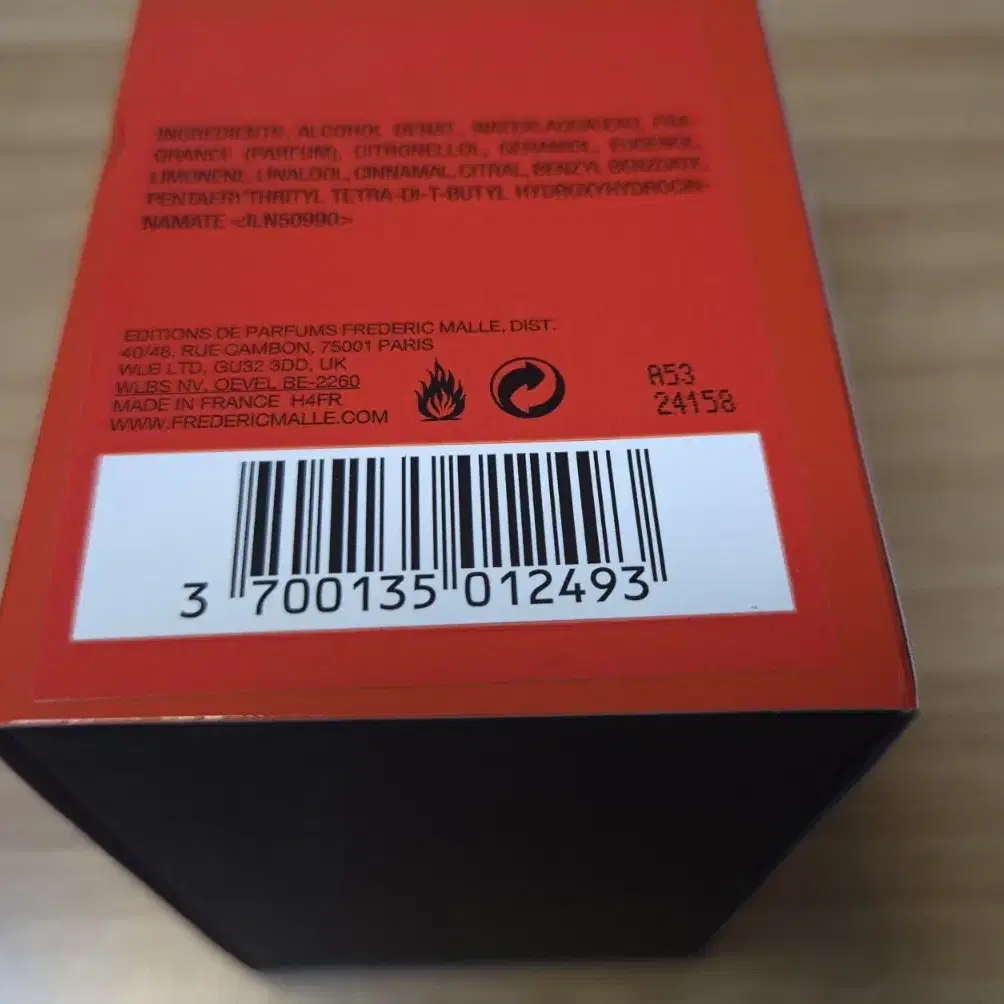 INGREDIENTS: ALCOHOL DENAT., WATER\AQUA\EAU, FRA-
GRANCE (PARFUM), CITRONELLOL, GERANIOL, EUGENOL,
LIMONENE, LINALOOL, CINNAMAL, CITRAL, BENZYL BENZOATE,
PENTAERYTHRITYL TETRA-DI-T-BUTYL HYDROXYHYDROCIN-
NAMATE <ILN50990>
EDITIONS DE PARFUMS FREDERIC MALLE, DIST.
40/48, RUE CAMBON, 75001 PARIS
WLB LTD, GU32 3DD, UK
WLBS NV, OEVEL BE-2260
MADE IN FRANCE H4FR
WWW.FREDERICMALLE.COM
A53
24158
3 700135 012493